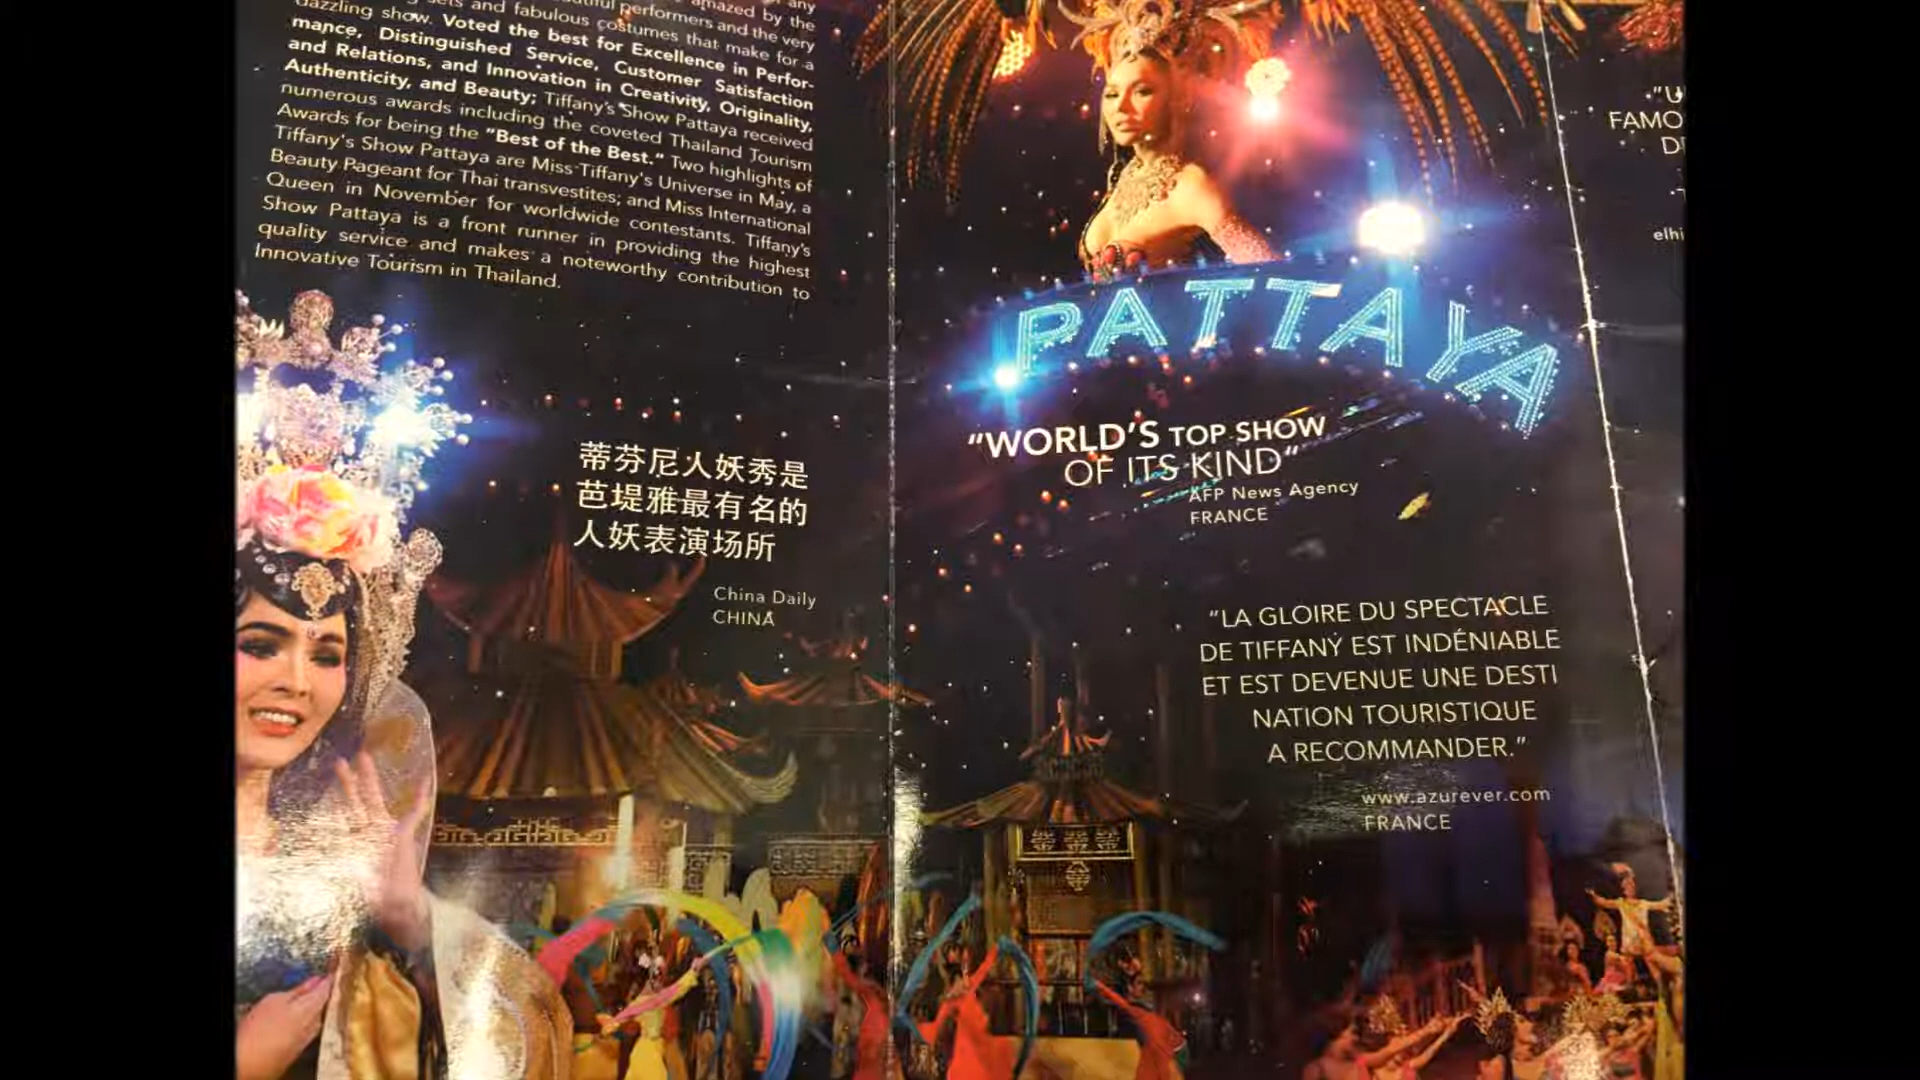 any
beautiful performers and the very
sets and fabulous costumes that make for a
dazzling show. Voted the best for Excellence in Perfor-
mance, Distinguished Service, Customer Satisfaction
and Relations, and Innovation in Creativity, Originality,
Authenticity, and Beauty; Tiffany's Show Pattaya received
numerous awards including the coveted Thailand Tourism
Awards for being the "Best of the Best." Two highlights of
Tiffany's Show Pattaya are Miss Tiffany's Universe in May, a
Beauty Pageant for Thai transvestites; and Miss International
Queen in November for worldwide contestants. Tiffany's
Show Pattaya is a front runner in providing the highest
quality service and makes a noteworthy contribution to
Innovative Tourism in Thailand.
蒂芬尼人妖秀是
芭堤雅最有名的
人妖表演场所
China Daily
CHINA
PATTAYA
"WORLD'S TOP SHOW
OF ITS KIND"
AFP News Agency
FRANCE
"LA GLOIRE DU SPECTACLE
DE TIFFANY EST INDÉNIABLE
ET EST DEVENUE UNE DESTI
NATION TOURISTIQUE
A RECOMMANDER."
www.azurever.com
FRANCE